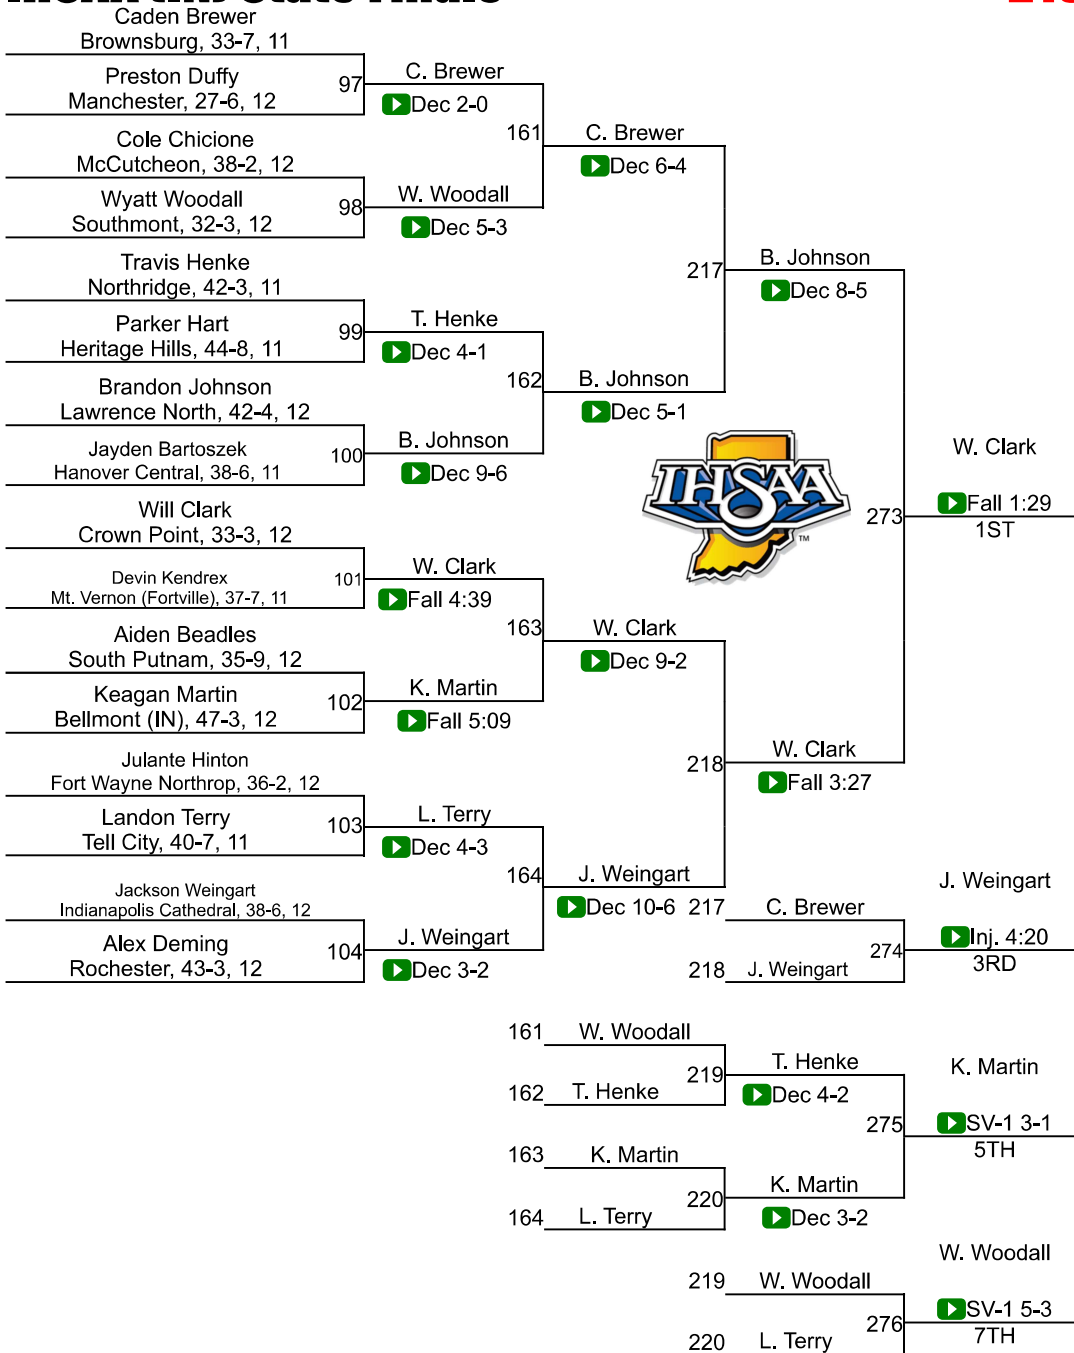 Caden Brewer
Brownsburg, 33-7, 11
Preston Duffy
Manchester, 27-6, 12
97
C. Brewer
Dec 2-0
Cole Chicione
McCutcheon, 38-2, 12
Wyatt Woodall
Southmont, 32-3, 12
98
W. Woodall
Dec 5-3
161
C. Brewer
Dec 6-4
Travis Henke
Northridge, 42-3, 11
Parker Hart
Heritage Hills, 44-8, 11
99
T. Henke
Dec 4-1
Brandon Johnson
Lawrence North, 42-4, 12
Jayden Bartoszek
Hanover Central, 38-6, 11
100
B. Johnson
Dec 9-6
162
B. Johnson
Dec 5-1
217
B. Johnson
Dec 8-5
IHSAA
TM
Will Clark
Crown Point, 33-3, 12
Devin Kendrex
Mt. Vernon (Fortville), 37-7, 11
101
W. Clark
Fall 4:39
Aiden Beadles
South Putnam, 35-9, 12
Keagan Martin
Bellmont (IN), 47-3, 12
102
K. Martin
Fall 5:09
163
W. Clark
Dec 9-2
Julante Hinton
Fort Wayne Northrop, 36-2, 12
Landon Terry
Tell City, 40-7, 11
103
L. Terry
Dec 4-3
Jackson Weingart
Indianapolis Cathedral, 38-6, 12
Alex Deming
Rochester, 43-3, 12
104
J. Weingart
Dec 3-2
164
J. Weingart
Dec 10-6
218
W. Clark
Fall 3:27
273
W. Clark
Fall 1:29
1ST
217
C. Brewer
218
J. Weingart
274
J. Weingart
Inj. 4:20
3RD
161
W. Woodall
162
T. Henke
219
T. Henke
Dec 4-2
163
K. Martin
164
L. Terry
220
K. Martin
Dec 3-2
275
K. Martin
SV-1 3-1
5TH
219
W. Woodall
220
L. Terry
276
W. Woodall
SV-1 5-3
7TH